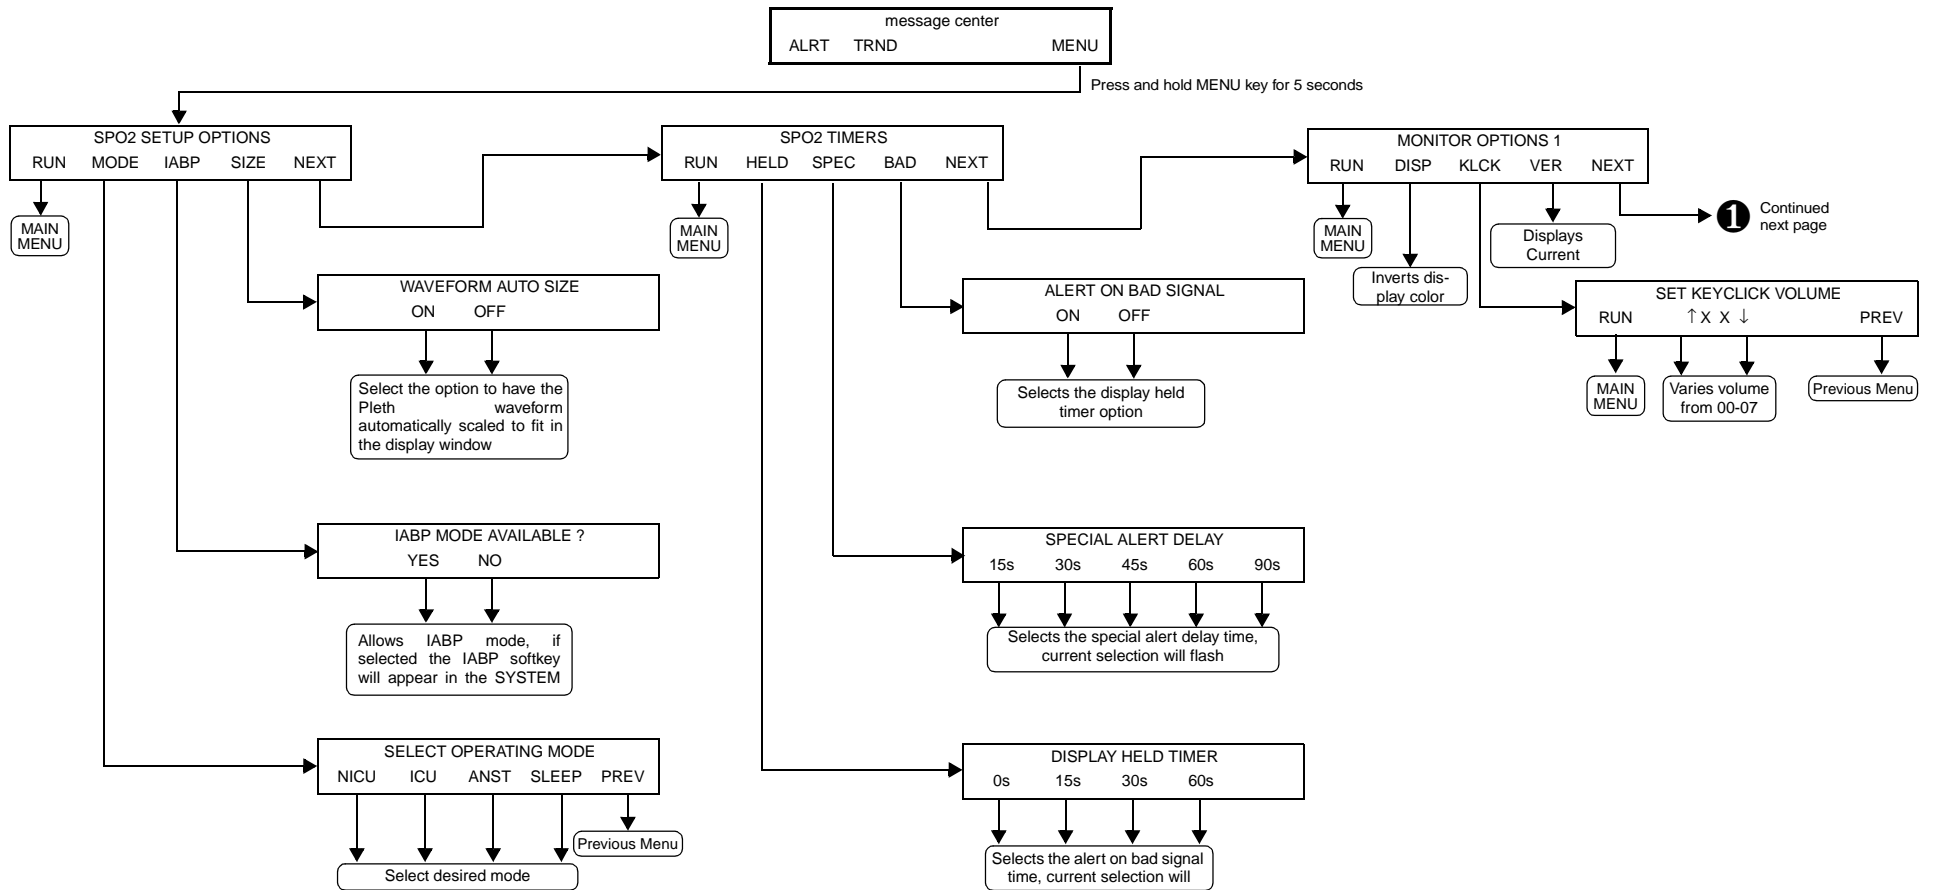 message center
ALRT TRND MENU
Press and hold MENU key for 5 seconds
SPO2 SETUP OPTIONS
RUN MODE IABP SIZE NEXT
MAIN
MENU
WAVEFORM AUTO SIZE
ON OFF
Select the option to have the
Pleth waveform
automatically scaled to fit in
the display window
IABP MODE AVAILABLE ?
YES NO
Allows IABP mode, if
selected the IABP softkey
will appear in the SYSTEM
SELECT OPERATING MODE
NICU ICU ANST SLEEP PREV
Previous Menu
Select desired mode
SPO2 TIMERS
RUN HELD SPEC BAD NEXT
MAIN
MENU
ALERT ON BAD SIGNAL
ON OFF
Selects the display held
timer option
SPECIAL ALERT DELAY
15s 30s 45s 60s 90s
Selects the special alert delay time,
current selection will flash
DISPLAY HELD TIMER
0s 15s 30s 60s
Selects the alert on bad signal
time, current selection will
MONITOR OPTIONS 1
RUN DISP KLCK VER NEXT
MAIN
MENU
Inverts dis-
play color
Displays
Current
1
Continued
next page
SET KEYCLICK VOLUME
RUN ↑ X X ↓ PREV
MAIN
MENU
Varies volume
from 00-07
Previous Menu